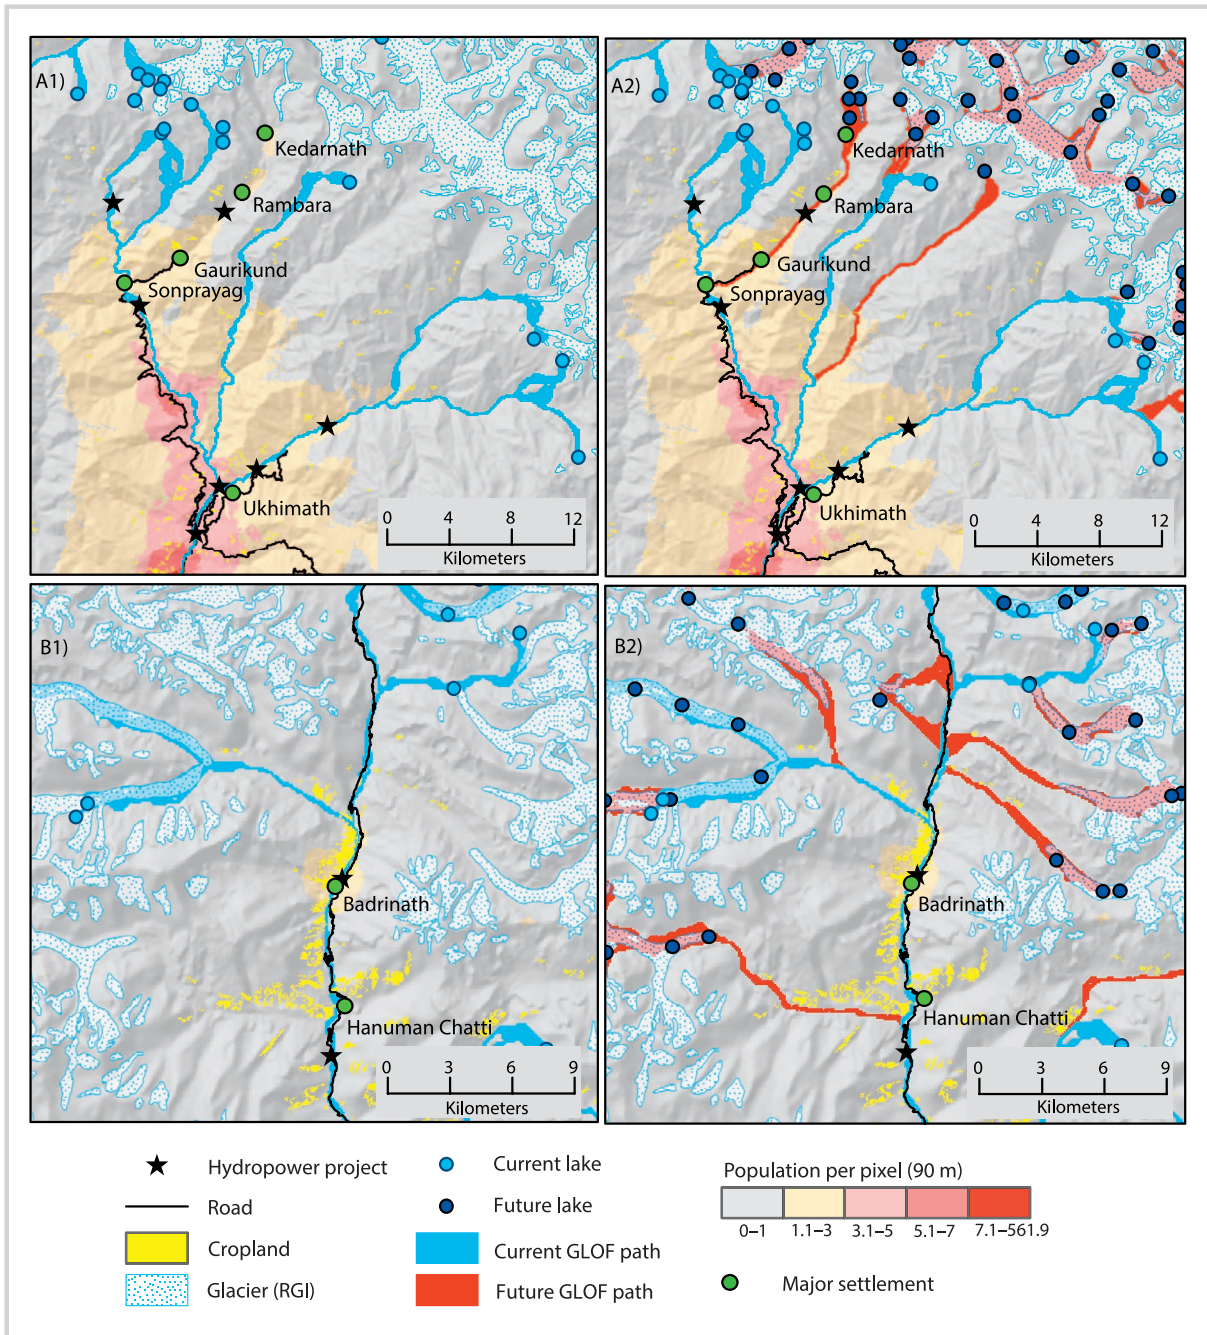 A1)
Kedarnath
Rambara
Gaurikund
Sonprayag
Ukhimath
0 4 8 12
Kilometers
A2)
Kedarnath
Rambara
Gaurikund
Sonprayag
Ukhimath
0 4 8 12
Kilometers
B1)
Badrinath
Hanuman Chatti
0 3 6 9
Kilometers
B2)
Badrinath
Hanuman Chatti
0 3 6 9
Kilometers
Hydropower project
Road
Cropland
Glacier (RGI)
Current lake
Future lake
Current GLOF path
Future GLOF path
Population per pixel (90 m)
0–1 1.1–3 3.1–5 5.1–7 7.1–561.9
Major settlement